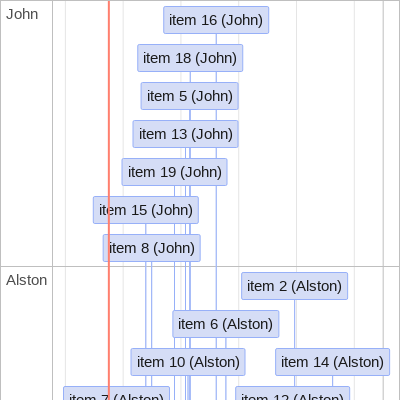 John
item 16 (John)
item 18 (John)
item 5 (John)
item 13 (John)
item 19 (John)
item 15 (John)
item 8 (John)
Alston
item 2 (Alston)
item 6 (Alston)
item 10 (Alston)
item 14 (Alston)
item 7 (Alston)
item 12 (Alston)